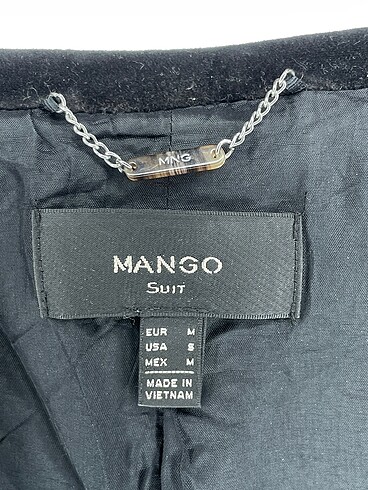 MNG
MANGO
SUIT
EUR M
USA S
MEX M
MADE IN
VIETNAM